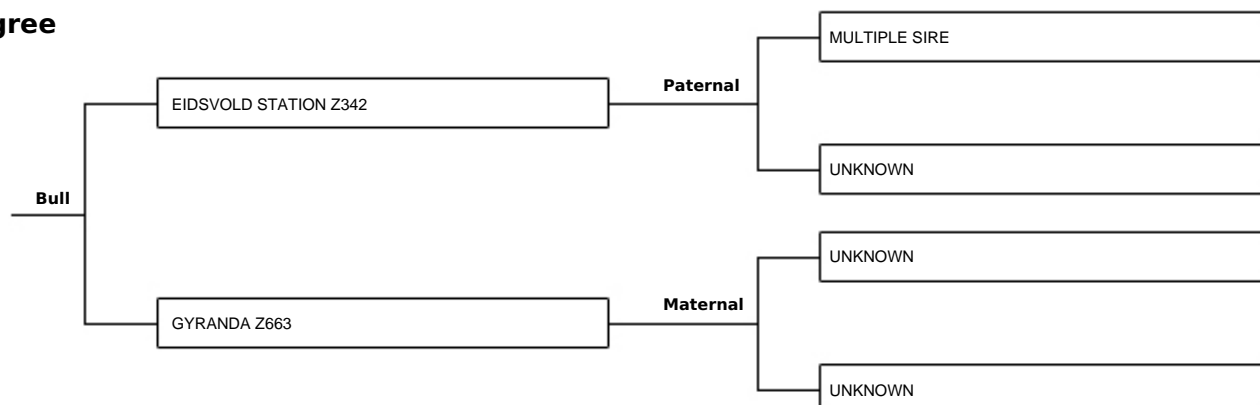 gree
MULTIPLE SIRE
Paternal
EIDSVOLD STATION Z342
UNKNOWN
Bull
UNKNOWN
Maternal
GYRANDA Z663
UNKNOWN